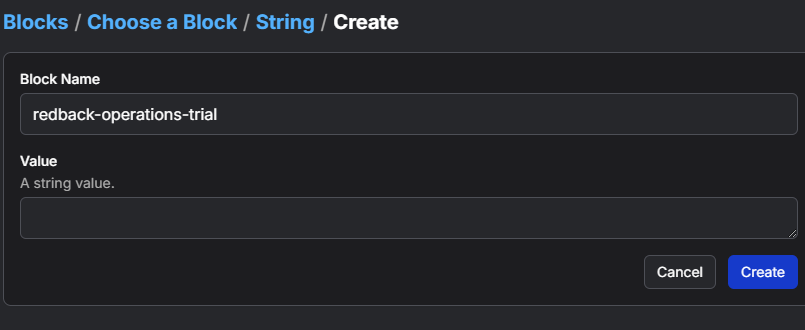 Blocks / Choose a Block / String / Create
Block Name
redback-operations-trial
Value
A string value.
Cancel Create